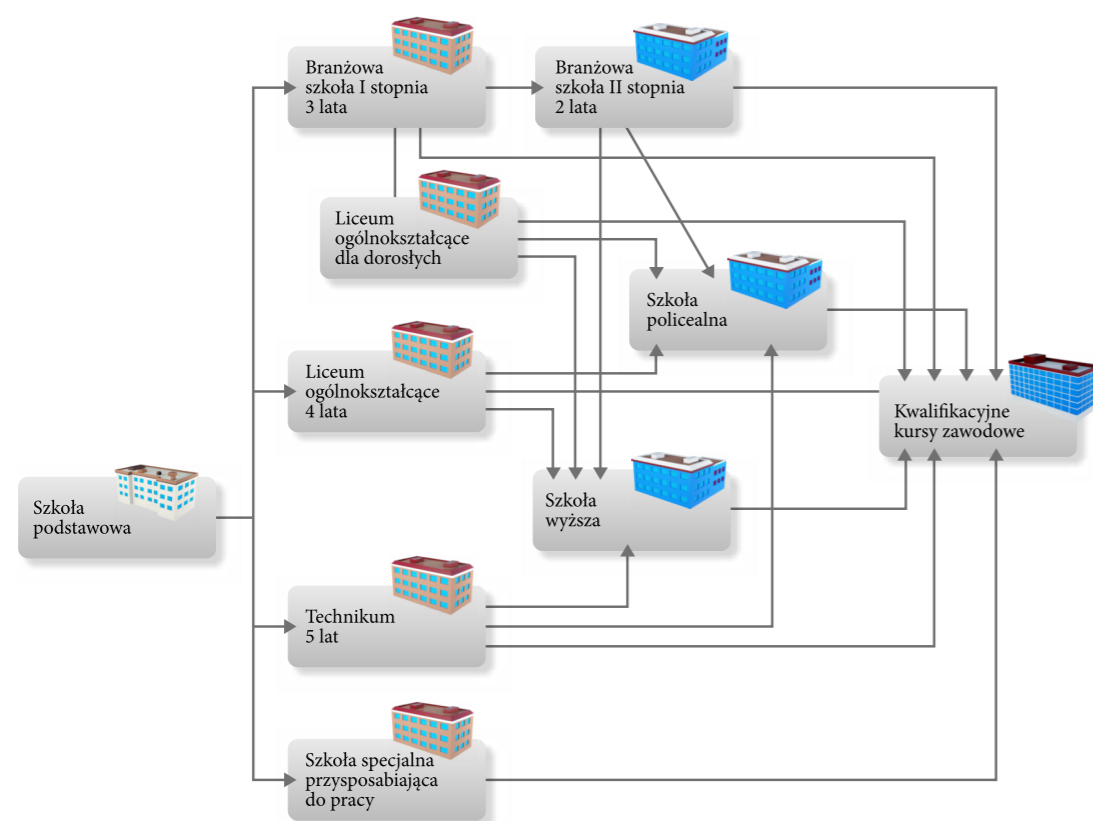 Branżowa
szkoła I stopnia
3 lata
Branżowa
szkoła II stopnia
2 lata
Liceum
ogólnokształcące
dla dorosłych
Szkoła
policealna
Liceum
ogólnokształcące
4 lata
Kwalifikacyjne
kursy zawodowe
Szkoła
podstawowa
Szkoła
wyższa
Technikum
5 lat
Szkoła specjalna
przysposabiająca
do pracy